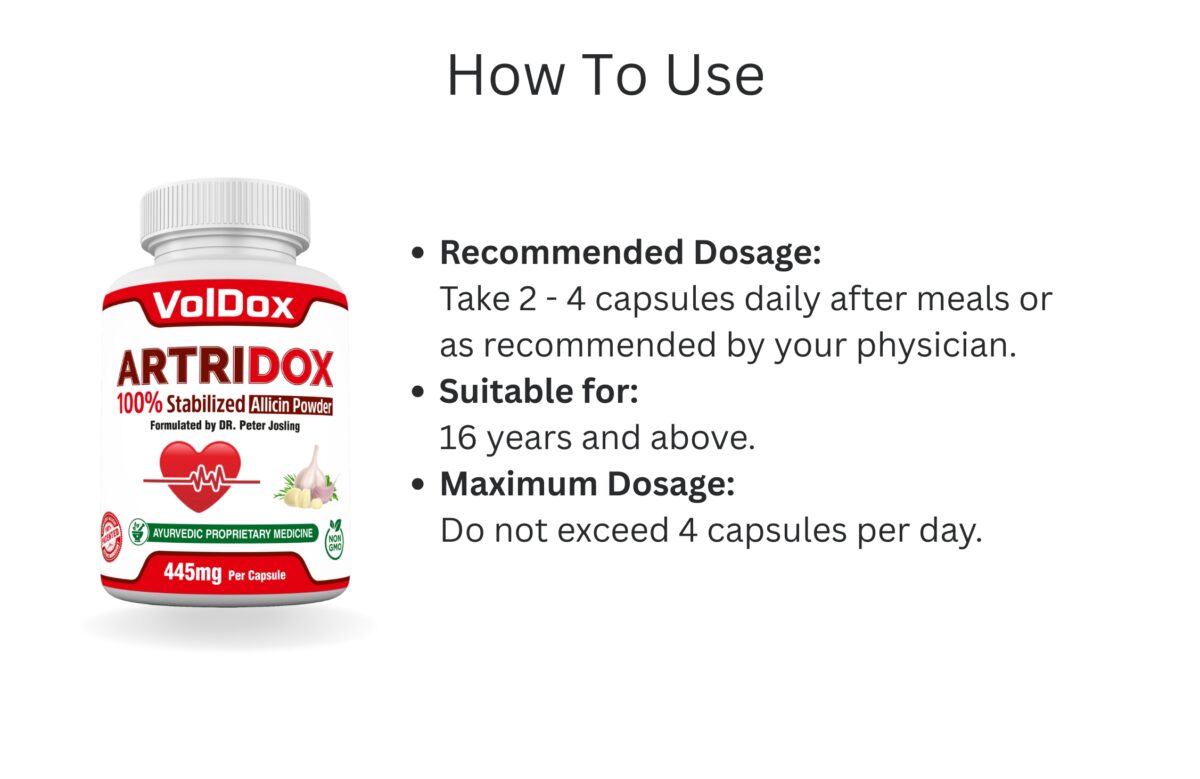 How To Use
VolDox
ARTRIDOX
100% Stabilized Allicin Powder
Formulated by DR. Peter Josling
AYURVEDIC PROPRIETARY MEDICINE
NON
GMO
445mg Per Capsule
• Recommended Dosage:
Take 2 - 4 capsules daily after meals or
as recommended by your physician.
• Suitable for:
16 years and above.
• Maximum Dosage:
Do not exceed 4 capsules per day.